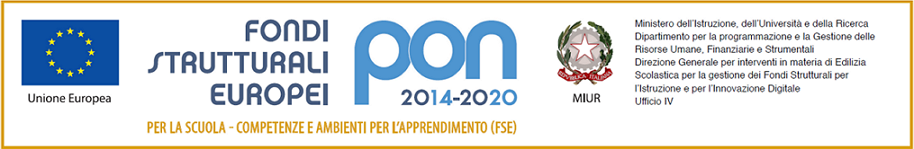 Unione Europea
FONDI
STRUTTURALI
EUROPEI
pon
2014-2020
PER LA SCUOLA - COMPETENZE E AMBIENTI PER L'APPRENDIMENTO (FSE)
REPVBBLICA ITALIANA
MIUR
Ministero dell'Istruzione, dell'Università e della Ricerca
Dipartimento per la programmazione e la Gestione delle
Risorse Umane, Finanziarie e Strumentali
Direzione Generale per interventi in materia di Edilizia
Scolastica per la gestione dei Fondi Strutturali per
l'Istruzione e per l'Innovazione Digitale
Ufficio IV